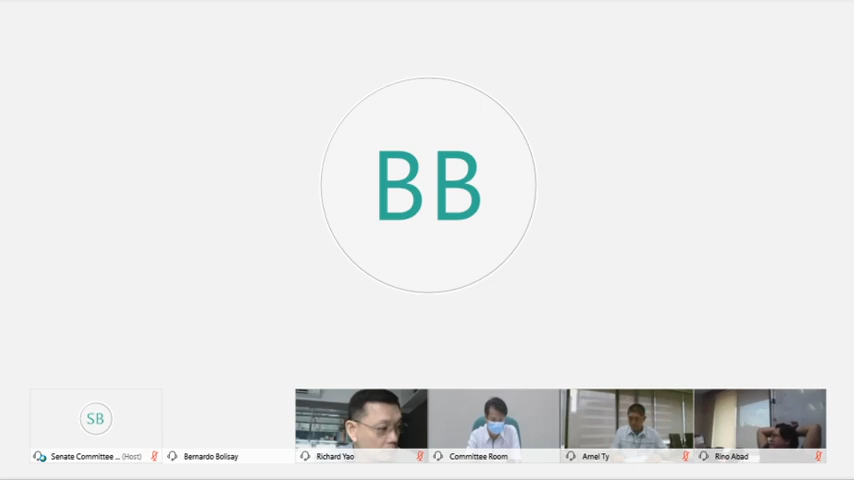 BB
SB
Senate Committee ... (Host)
Bernardo Bolisay
Richard Yao
Committee Room
Arnel Ty
Rino Abad